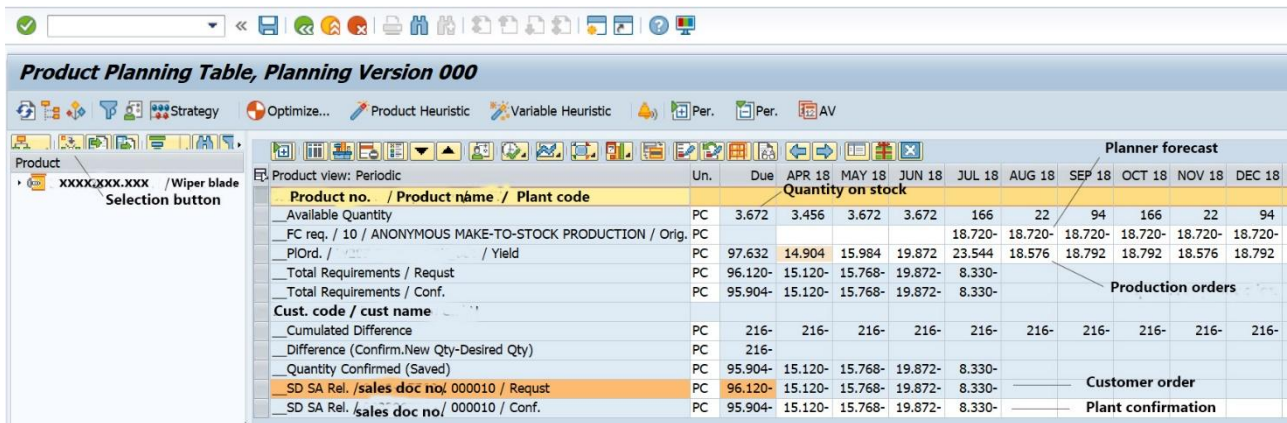 Product Planning Table, Planning Version 000
Strategy Optimize... Product Heuristic Variable Heuristic Per. Per. AV
Product
XXXX.XXX.XXX /Wiper blade
Selection button
Planner forecast
Product view: Periodic Un. Due APR 18 MAY 18 JUN 18 JUL 18 AUG 18 SEP 18 OCT 18 NOV 18 DEC 18
Quantity on stock
Product no. / Product name / Plant code
__Available Quantity PC 3.672 3.456 3.672 3.672 166 22 94 166 22 94
__FC req. / 10 / ANONYMOUS MAKE-TO-STOCK PRODUCTION / Orig. PC 18.720- 18.720- 18.720- 18.720- 18.720- 18.720-
__PlOrd. / / Yield PC 97.632 14.904 15.984 19.872 23.544 18.576 18.792 18.792 18.576 18.792
__Total Requirements / Requst PC 96.120- 15.120- 15.768- 19.872- 8.330-
__Total Requirements / Conf. PC 95.904- 15.120- 15.768- 19.872- 8.330-
Production orders
Cust. code / cust name
__Cumulated Difference PC 216- 216- 216- 216- 216- 216- 216- 216- 216- 216-
__Difference (Confirm.New Qty-Desired Qty) PC 216-
__Quantity Confirmed (Saved) PC 95.904- 15.120- 15.768- 19.872- 8.330-
__SD SA Rel. /sales doc no/ 000010 / Requst PC 96.120- 15.120- 15.768- 19.872- 8.330- Customer order
__SD SA Rel. /sales doc no/ 000010 / Conf. PC 95.904- 15.120- 15.768- 19.872- 8.330- Plant confirmation